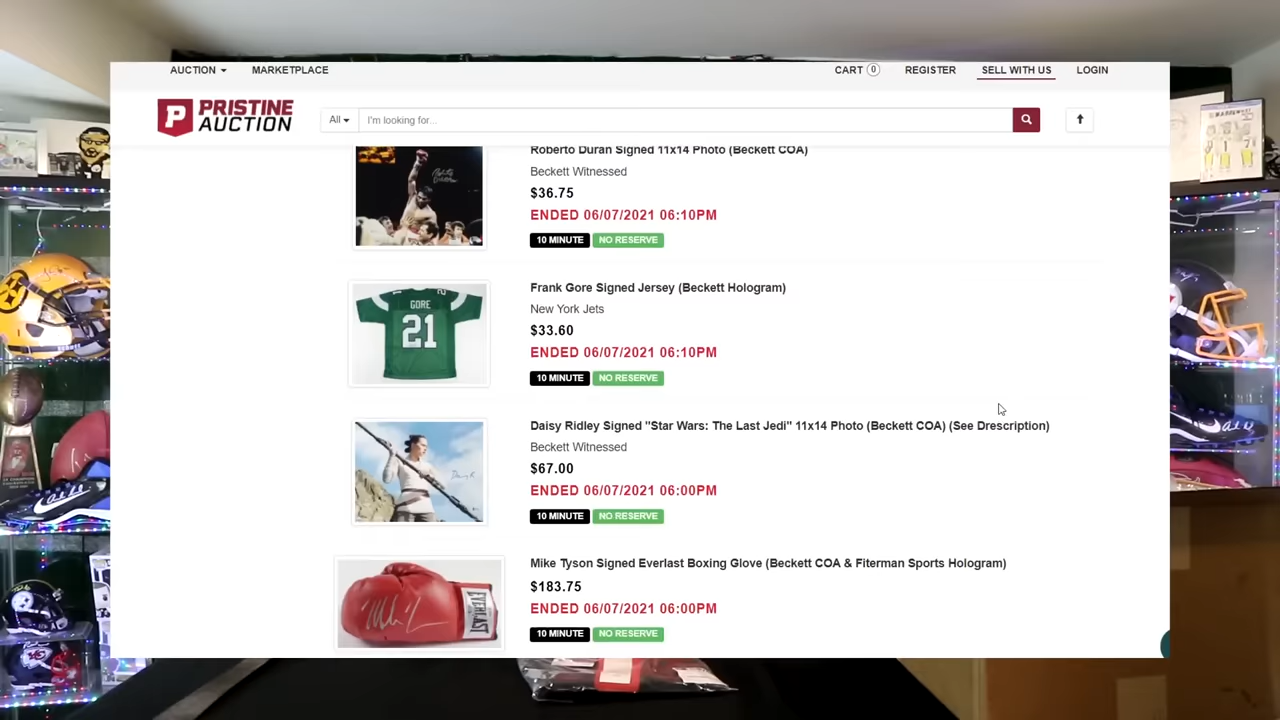 AUCTION
MARKETPLACE
CART 0
REGISTER
SELL WITH US
LOGIN
P PRISTINE
AUCTION
All
I'm looking for...
Roberto Duran Signed 11x14 Photo (Beckett COA)
Beckett Witnessed
$36.75
ENDED 06/07/2021 06:10PM
10 MINUTE
NO RESERVE
GORE
21
Frank Gore Signed Jersey (Beckett Hologram)
New York Jets
$33.60
ENDED 06/07/2021 06:10PM
10 MINUTE
NO RESERVE
Daisy Ridley Signed "Star Wars: The Last Jedi" 11x14 Photo (Beckett COA) (See Drescription)
Beckett Witnessed
$67.00
ENDED 06/07/2021 06:00PM
10 MINUTE
NO RESERVE
EVERLAST
Mike Tyson Signed Everlast Boxing Glove (Beckett COA & Fiterman Sports Hologram)
$183.75
ENDED 06/07/2021 06:00PM
10 MINUTE
NO RESERVE